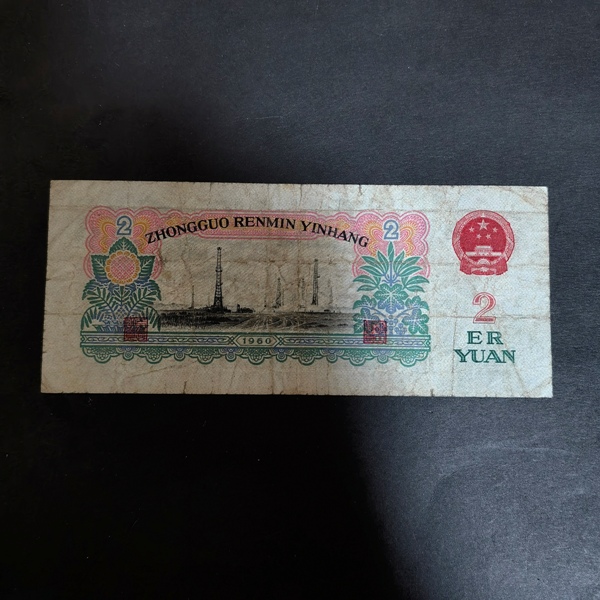 2
ZHONGGUO RENMIN YINHANG
2
1960
2
ER
YUAN